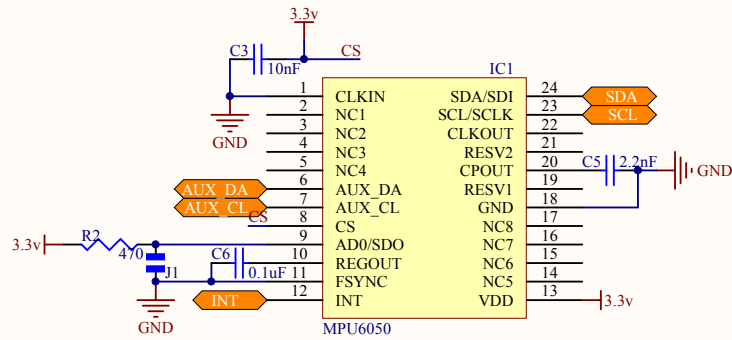 3.3v
C3
10nF
CS
IC1
GND
1 CLKIN SDA/SDI 24 SDA
2 NC1 SCL/SCLK 23 SCL
3 NC2 CLKOUT 22
4 NC3 RESV2 21
5 NC4 CPOUT 20 C5 2.2nF GND
AUX_DA 6 AUX_DA RESV1 19
AUX_CL 7 AUX_CL GND 18
CS 8 CS NC8 17
3.3v R2 470 9 AD0/SDO NC7 16
C6 0.1uF 10 REGOUT NC6 15
J1 11 FSYNC NC5 14
INT 12 INT VDD 13 3.3v
GND
MPU6050